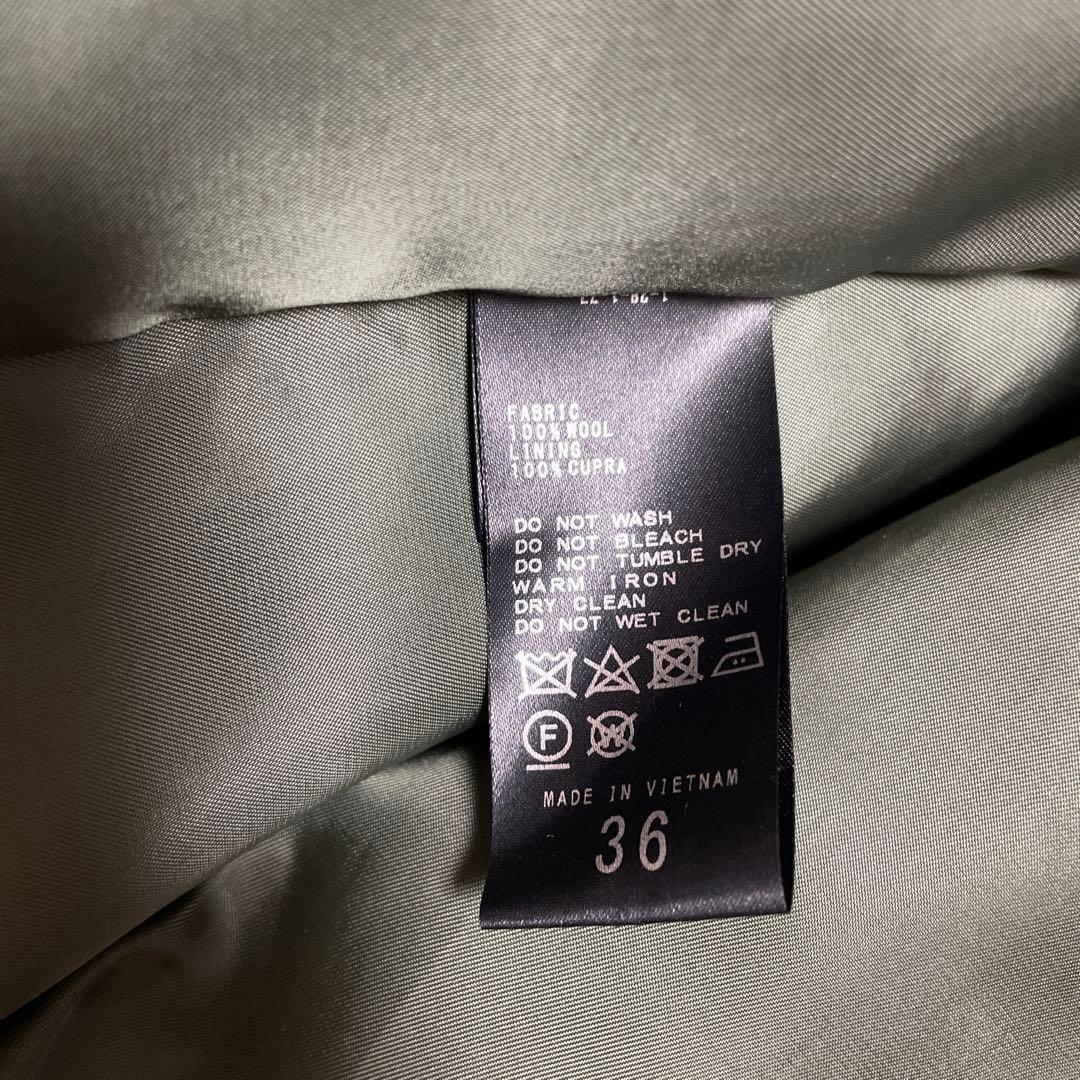 FABRIC
100%WOOL
LINING
100%CUPRA
DO NOT WASH
DO NOT BLEACH
DO NOT TUMBLE DRY
WARM IRON
DRY CLEAN
DO NOT WET CLEAN
F W
MADE IN VIETNAM
36